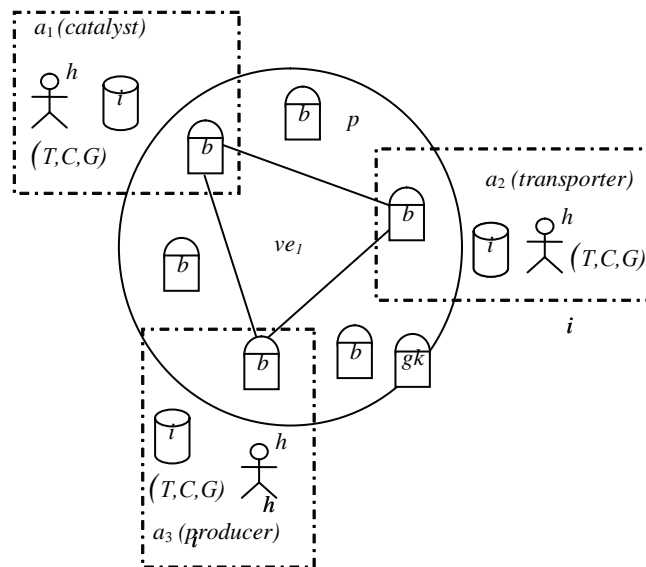 a₁ (catalyst)
h
i
(T,C,G)
b
b
p
a₂ (transporter)
b
h
i
(T,C,G)
ve₁
b
i
b
b
gk
i
h
(T,C,G)
h
a₃ (producer)
i